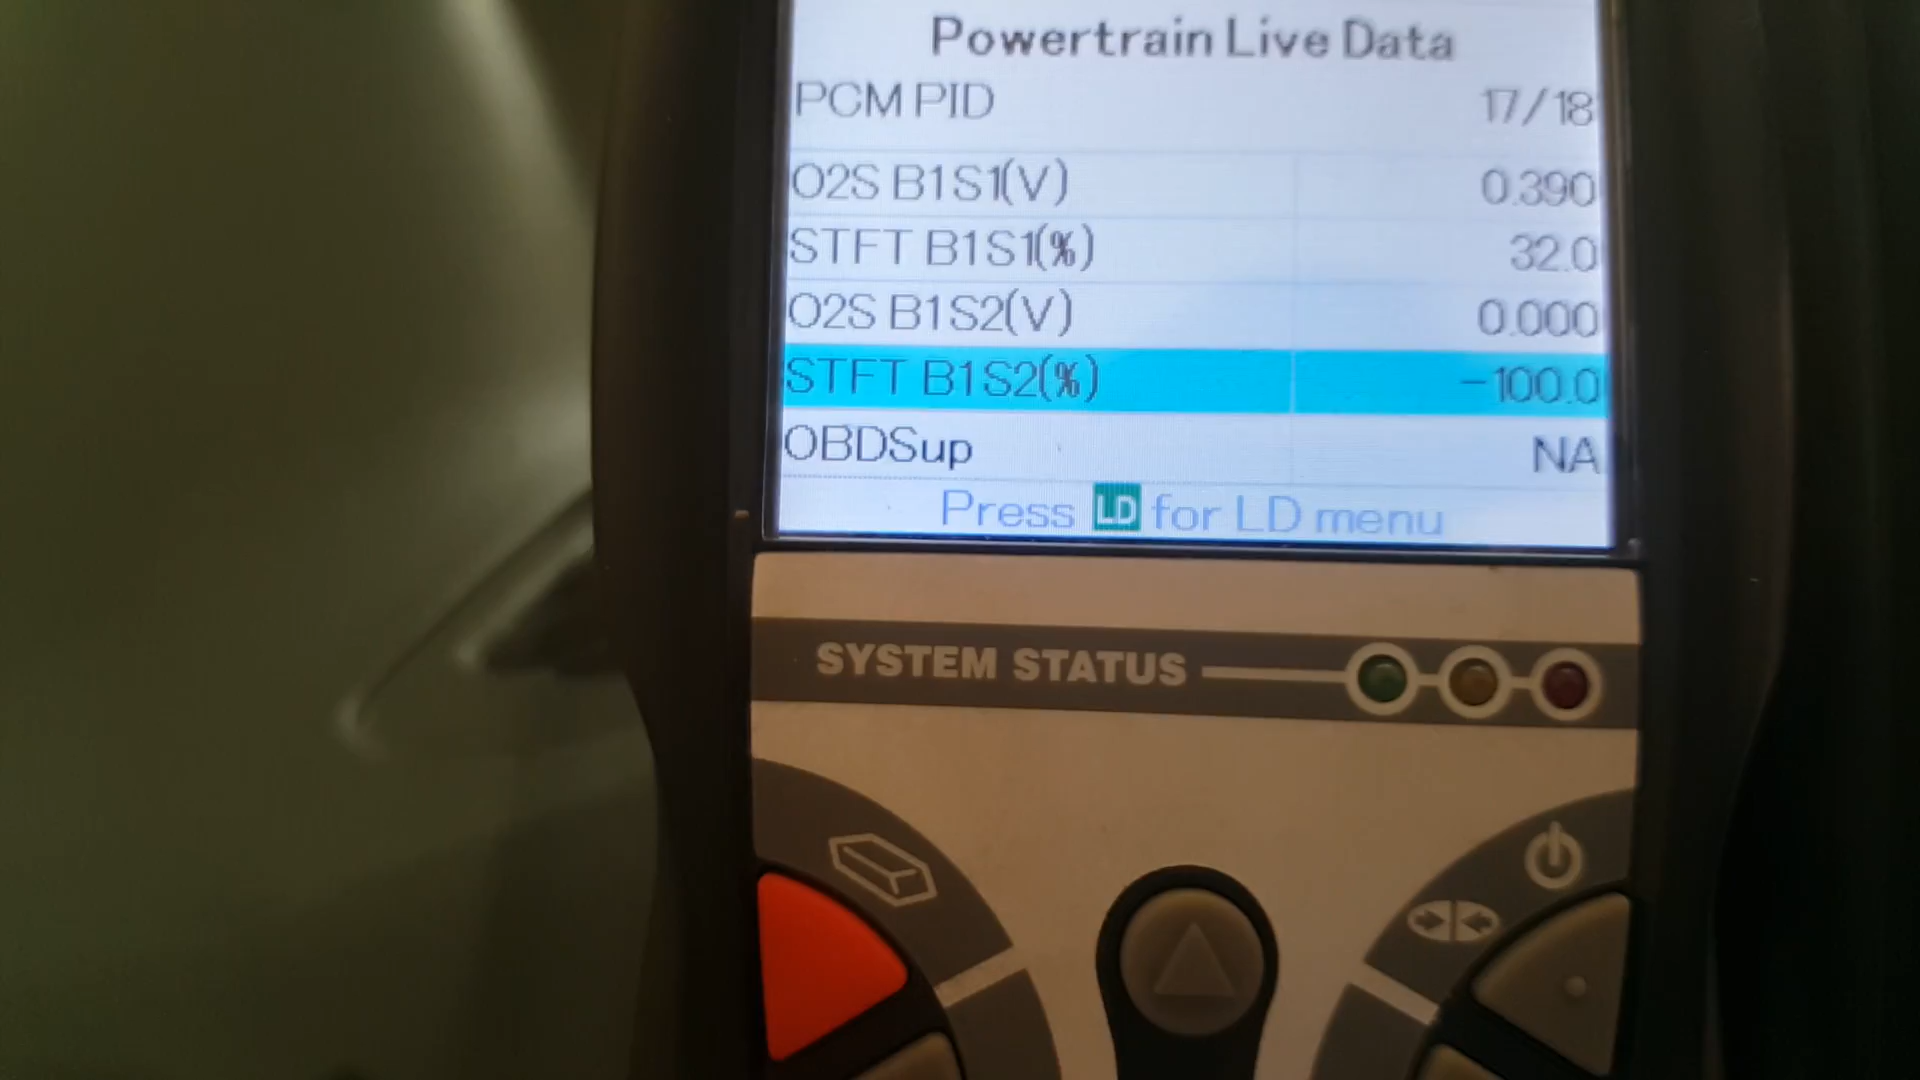 Powertrain Live Data
PCM PID 17/18
O2S B1S1(V) 0.390
STFT B1S1(%) 32.0
O2S B1S2(V) 0.000
STFT B1S2(%) -100.0
OBDSup NA
Press LD for LD menu
SYSTEM STATUS